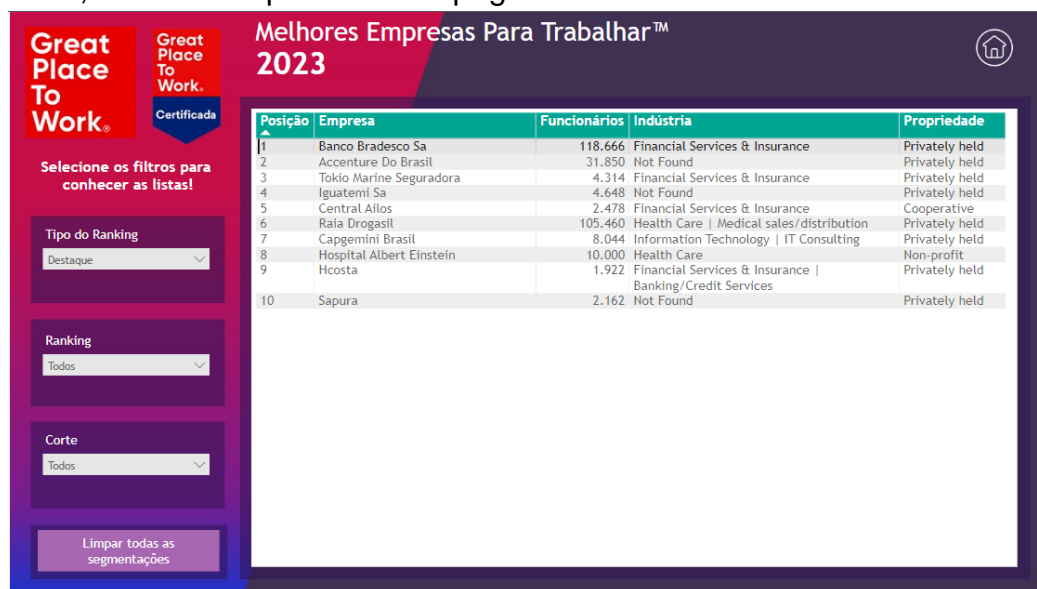 Great
Place
To
Work®
Great
Place
To
Work®
Certificada
Melhores Empresas Para Trabalhar™
2023
Selecione os filtros para
conhecer as listas!
Tipo do Ranking
Destaque
Ranking
Todos
Corte
Todos
Limpar todas as
segmentações
Posição Empresa Funcionários Indústria Propriedade
1 Banco Bradesco Sa 118.666 Financial Services & Insurance Privately held
2 Accenture Do Brasil 31.850 Not Found Privately held
3 Tokio Marine Seguradora 4.314 Financial Services & Insurance Privately held
4 Iguatemi Sa 4.648 Not Found Privately held
5 Central Ailos 2.478 Financial Services & Insurance Cooperative
6 Raia Drogasil 105.460 Health Care | Medical sales/distribution Privately held
7 Capgemini Brasil 8.044 Information Technology | IT Consulting Privately held
8 Hospital Albert Einstein 10.000 Health Care Non-profit
9 Hcosta 1.922 Financial Services & Insurance | Privately held
Banking/Credit Services
10 Sapura 2.162 Not Found Privately held